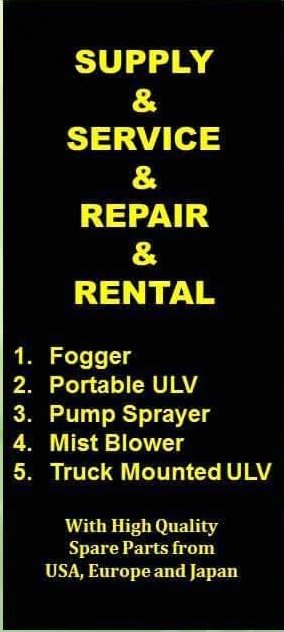 SUPPLY
&
SERVICE
&
REPAIR
&
RENTAL
1. Fogger
2. Portable ULV
3. Pump Sprayer
4. Mist Blower
5. Truck Mounted ULV
With High Quality
Spare Parts from
USA, Europe and Japan